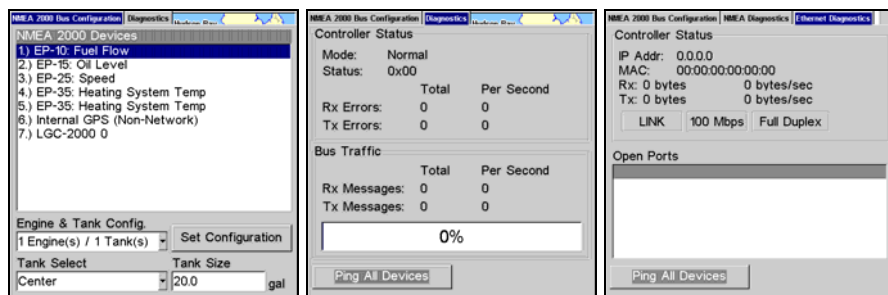 NMEA 2000 Bus Configuration Diagnostics
NMEA 2000 Devices
1.) EP-10: Fuel Flow
2.) EP-15: Oil Level
3.) EP-25: Speed
4.) EP-35: Heating System Temp
5.) EP-35: Heating System Temp
6.) Internal GPS (Non-Network)
7.) LGC-2000 0
Engine & Tank Config.
1 Engine(s) / 1 Tank(s)
Set Configuration
Tank Select
Tank Size
Center
20.0
gal
NMEA 2000 Bus Configuration Diagnostics
Controller Status
Mode: Normal
Status: 0x00
Total Per Second
Rx Errors: 0 0
Tx Errors: 0 0
Bus Traffic
Total Per Second
Rx Messages: 0 0
Tx Messages: 0 0
0%
Ping All Devices
NMEA 2000 Bus Configuration NMEA Diagnostics Ethernet Diagnostics
Controller Status
IP Addr: 0.0.0.0
MAC: 00:00:00:00:00:00
Rx: 0 bytes 0 bytes/sec
Tx: 0 bytes 0 bytes/sec
LINK 100 Mbps Full Duplex
Open Ports
Ping All Devices